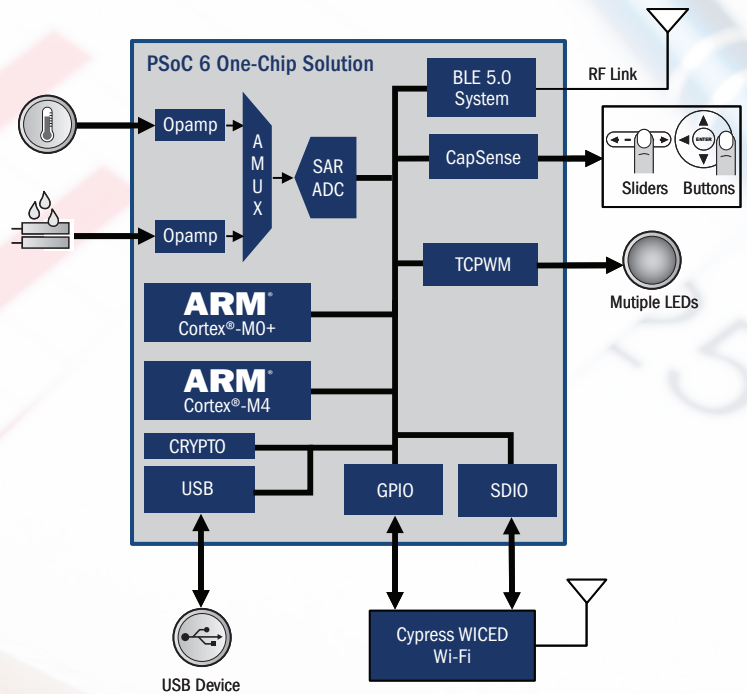 PSoC 6 One-Chip Solution
BLE 5.0
System
RF Link
Opamp
A
M
U
X
SAR
ADC
CapSense
ENTER
Sliders Buttons
Opamp
TCPWM
Mutiple LEDs
ARM®
Cortex®-M0+
ARM®
Cortex®-M4
CRYPTO
USB
GPIO
SDIO
Cypress WICED
Wi-Fi
USB Device